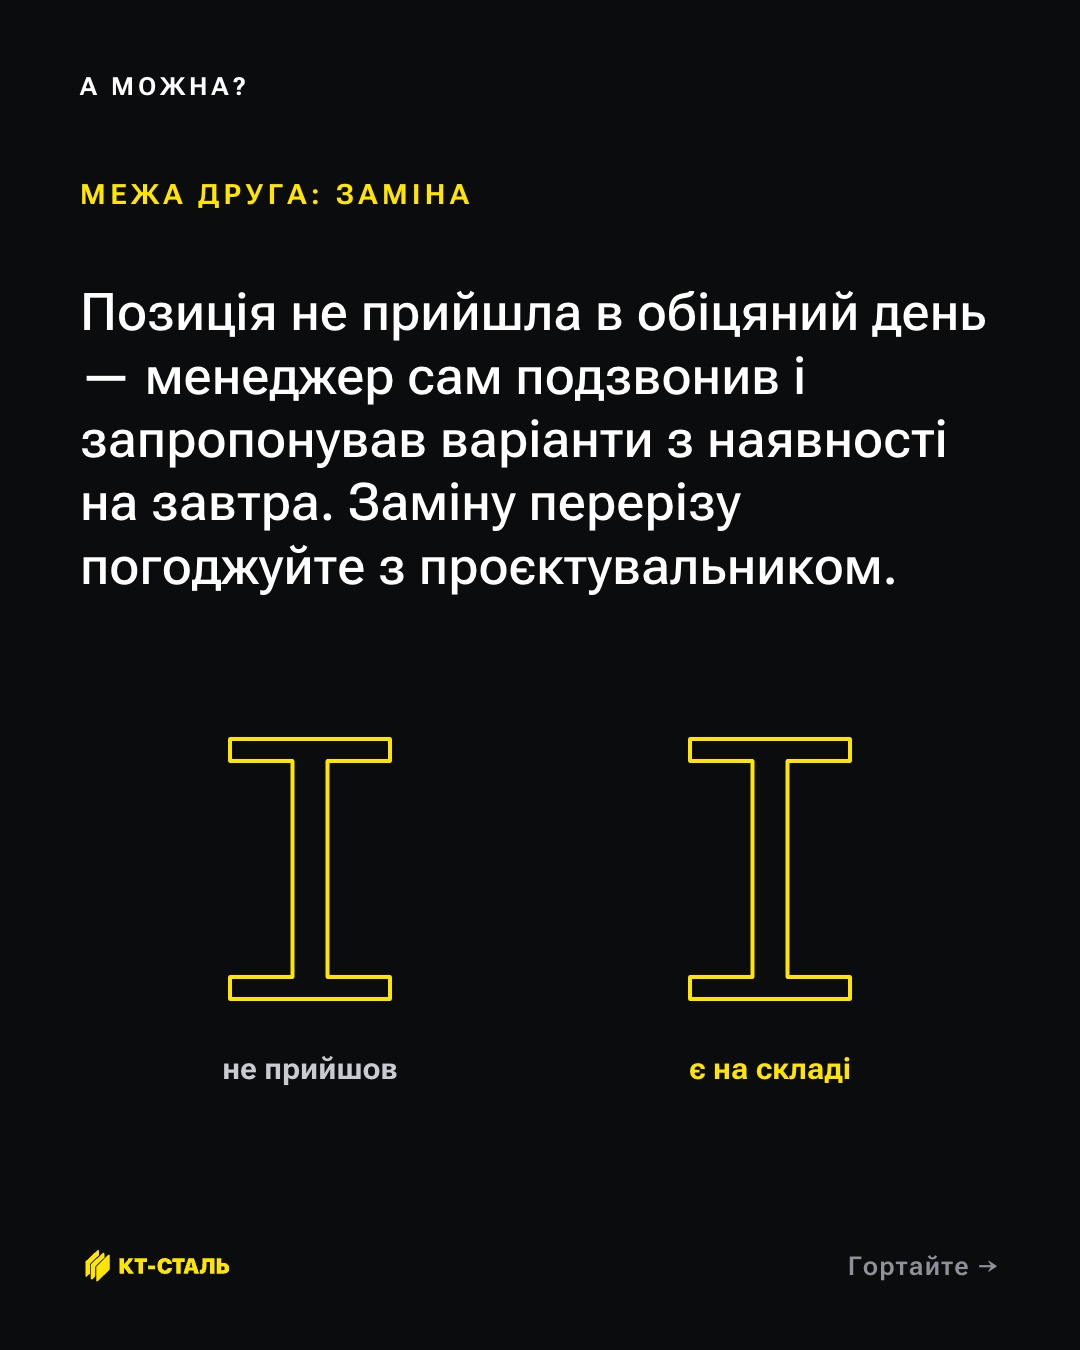 А МОЖНА?
МЕЖА ДРУГА: ЗАМІНА
Позиція не прийшла в обіцяний день
— менеджер сам подзвонив і
запропонував варіанти з наявності
на завтра. Заміну перерізу
погоджуйте з проєктувальником.
не прийшов
є на складі
КТ-СТАЛЬ
Гортайте →